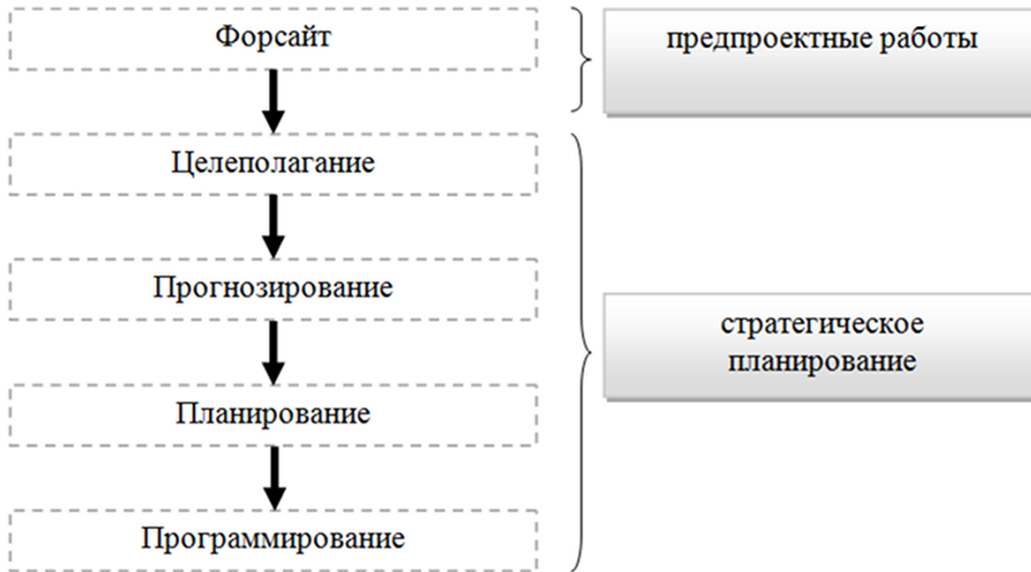 Форсайт
предпроектные работы
Целеполагание
Прогнозирование
стратегическое
планирование
Планирование
Программирование